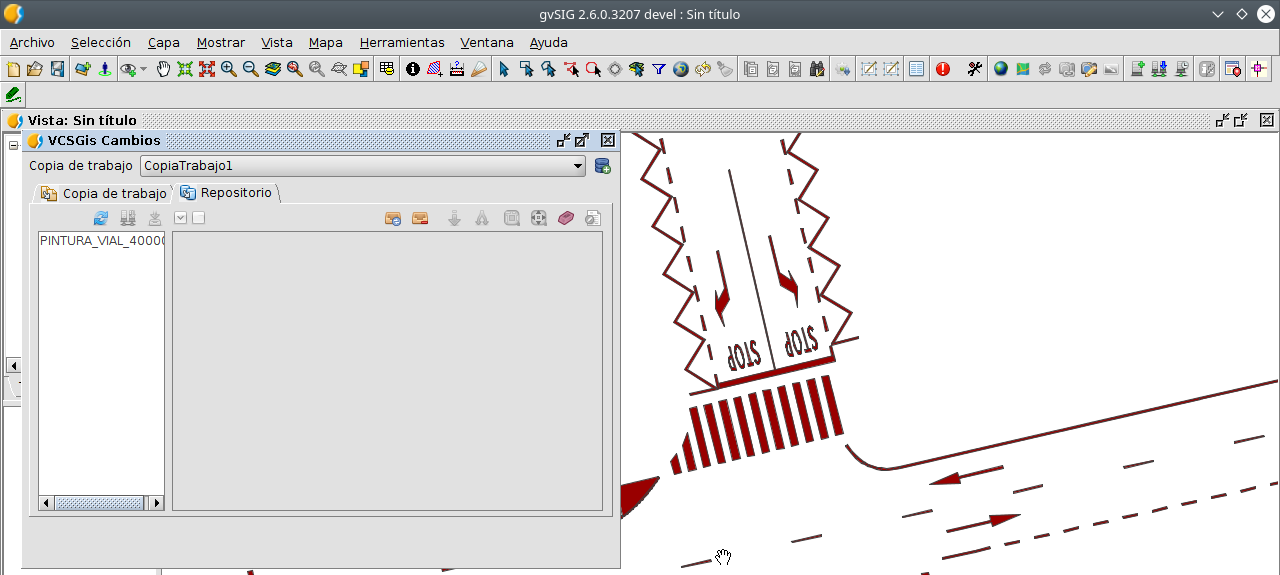 gvSIG 2.6.0.3207 devel : Sin título
Archivo Selección Capa Mostrar Vista Mapa Herramientas Ventana Ayuda
Vista: Sin título
VCSGis Cambios
Copia de trabajo CopiaTrabajo1
Copia de trabajo Repositorio
PINTURA_VIAL_4000
STOP STOP